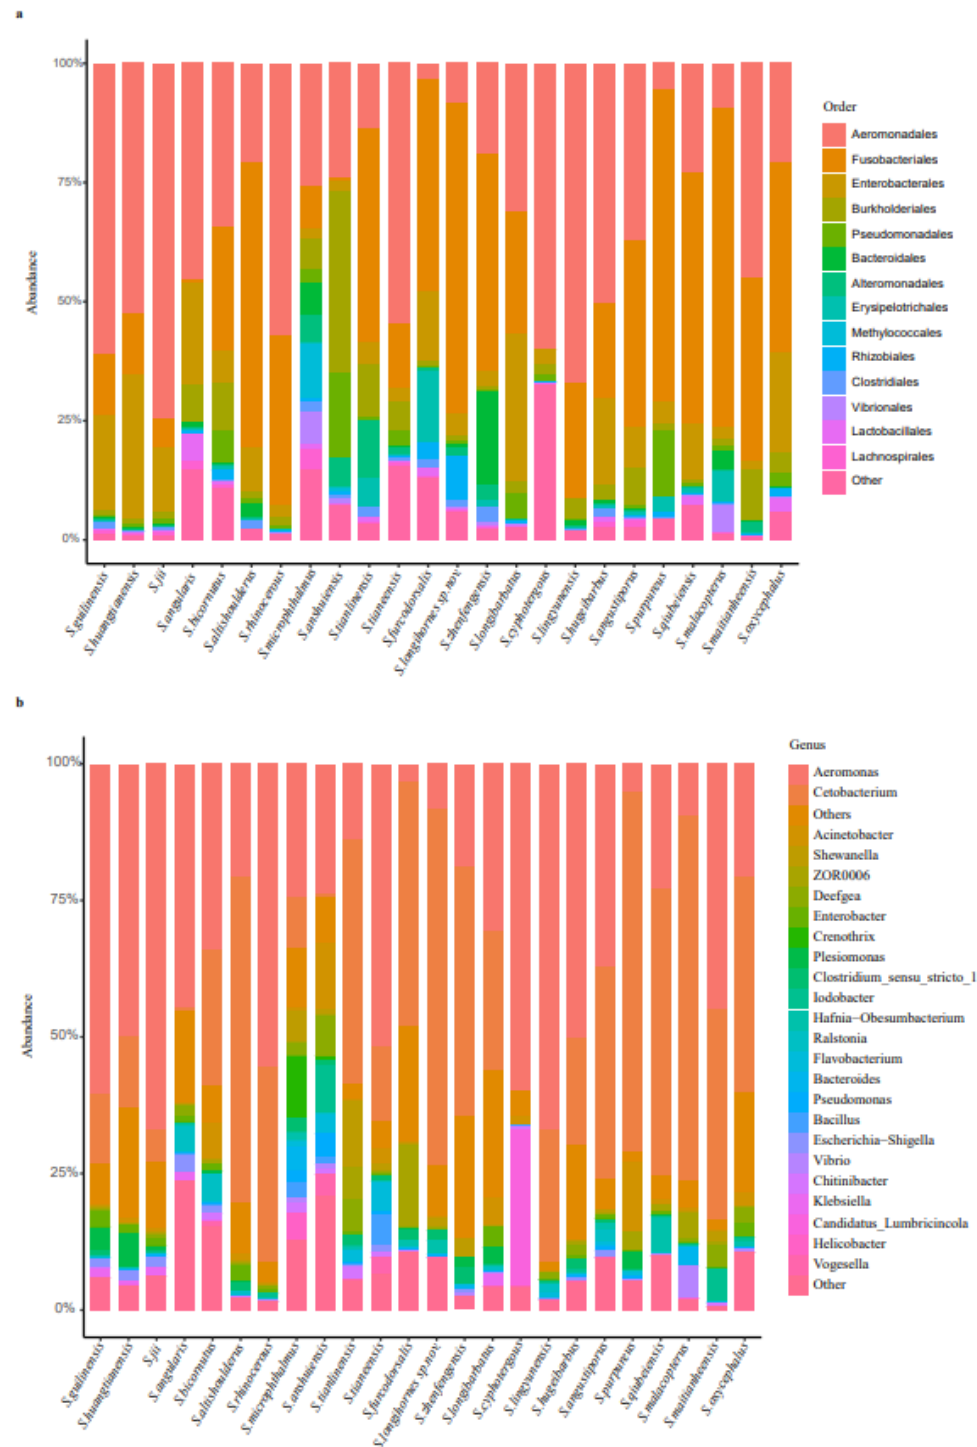 a
100%
75%
50%
25%
0%
Abundance
S.guilinensis
S.huangtianensis
S.jii
S.angularis
S.bicornutus
S.altishoulderus
S.rhinocerous
S.microphthalmus
S.anshuiensis
S.tianlinensis
S.tianeensis
S.furcodorsalis
S.longihornes sp.nov.
S.zhenfengensis
S.longibarbatus
S.cyphotergous
S.lingyunensis
S.hugeibarbus
S.angustiporus
S.purpureus
S.qiubeiensis
S.malacopterus
S.maitianheensis
S.oxycephalus
Order
Aeromonadales
Fusobacteriales
Enterobacterales
Burkholderiales
Pseudomonadales
Bacteroidales
Alteromonadales
Erysipelotrichales
Methylococcales
Rhizobiales
Clostridiales
Vibrionales
Lactobacillales
Lachnospirales
Other
b
100%
75%
50%
25%
0%
Abundance
S.guilinensis
S.huangtianensis
S.jii
S.angularis
S.bicornutus
S.altishoulderus
S.rhinocerous
S.microphthalmus
S.anshuiensis
S.tianlinensis
S.tianeensis
S.furcodorsalis
S.longihornes sp.nov.
S.zhenfengensis
S.longibarbatus
S.cyphotergous
S.lingyunensis
S.hugeibarbus
S.angustiporus
S.purpureus
S.qiubeiensis
S.malacopterus
S.maitianheensis
S.oxycephalus
Genus
Aeromonas
Cetobacterium
Others
Acinetobacter
Shewanella
ZOR0006
Deefgea
Enterobacter
Crenothrix
Plesiomonas
Clostridium_sensu_stricto_1
Iodobacter
Hafnia−Obesumbacterium
Ralstonia
Flavobacterium
Bacteroides
Pseudomonas
Bacillus
Escherichia−Shigella
Vibrio
Chitinibacter
Klebsiella
Candidatus_Lumbricincola
Helicobacter
Vogesella
Other